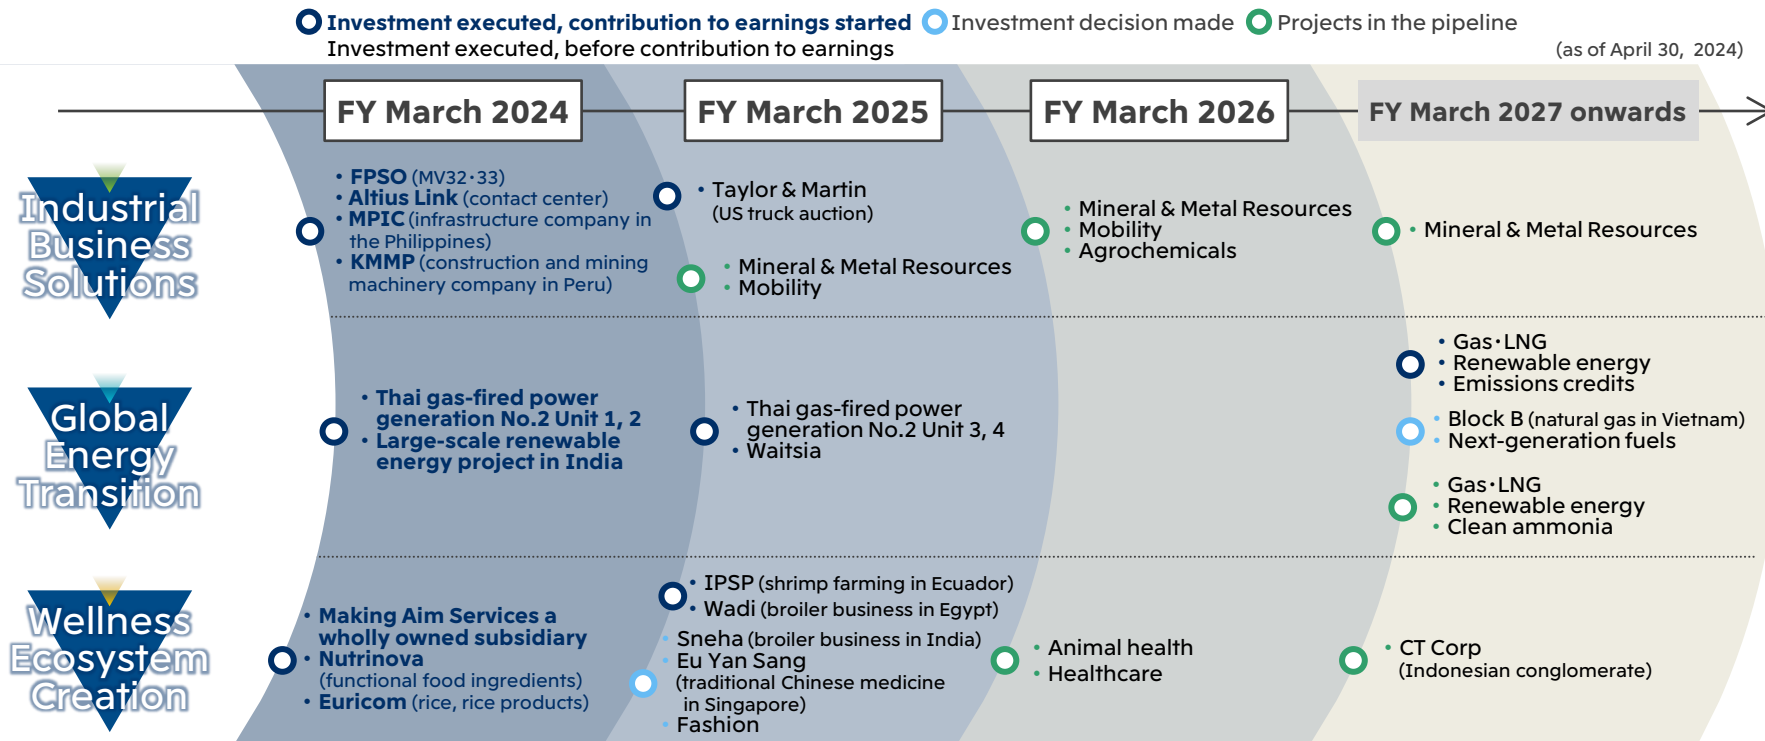 Investment executed, contribution to earnings started
Investment executed, before contribution to earnings
Investment decision made
Projects in the pipeline
(as of April 30, 2024)
FY March 2024
FY March 2025
FY March 2026
FY March 2027 onwards
Industrial
Business
Solutions
• FPSO (MV32・33)
• Altius Link (contact center)
• MPIC (infrastructure company in
the Philippines)
• KMMP (construction and mining
machinery company in Peru)
• Taylor & Martin
(US truck auction)
• Mineral & Metal Resources
• Mobility
• Mineral & Metal Resources
• Mobility
• Agrochemicals
• Mineral & Metal Resources
Global
Energy
Transition
• Thai gas-fired power
generation No.2 Unit 1, 2
• Large-scale renewable
energy project in India
• Thai gas-fired power
generation No.2 Unit 3, 4
• Waitsia
• Gas・LNG
• Renewable energy
• Emissions credits
• Block B (natural gas in Vietnam)
• Next-generation fuels
• Gas・LNG
• Renewable energy
• Clean ammonia
Wellness
Ecosystem
Creation
• Making Aim Services a
wholly owned subsidiary
• Nutrinova
(functional food ingredients)
• Euricom (rice, rice products)
• IPSP (shrimp farming in Ecuador)
• Wadi (broiler business in Egypt)
• Sneha (broiler business in India)
• Eu Yan Sang
(traditional Chinese medicine
in Singapore)
• Fashion
• Animal health
• Healthcare
• CT Corp
(Indonesian conglomerate)